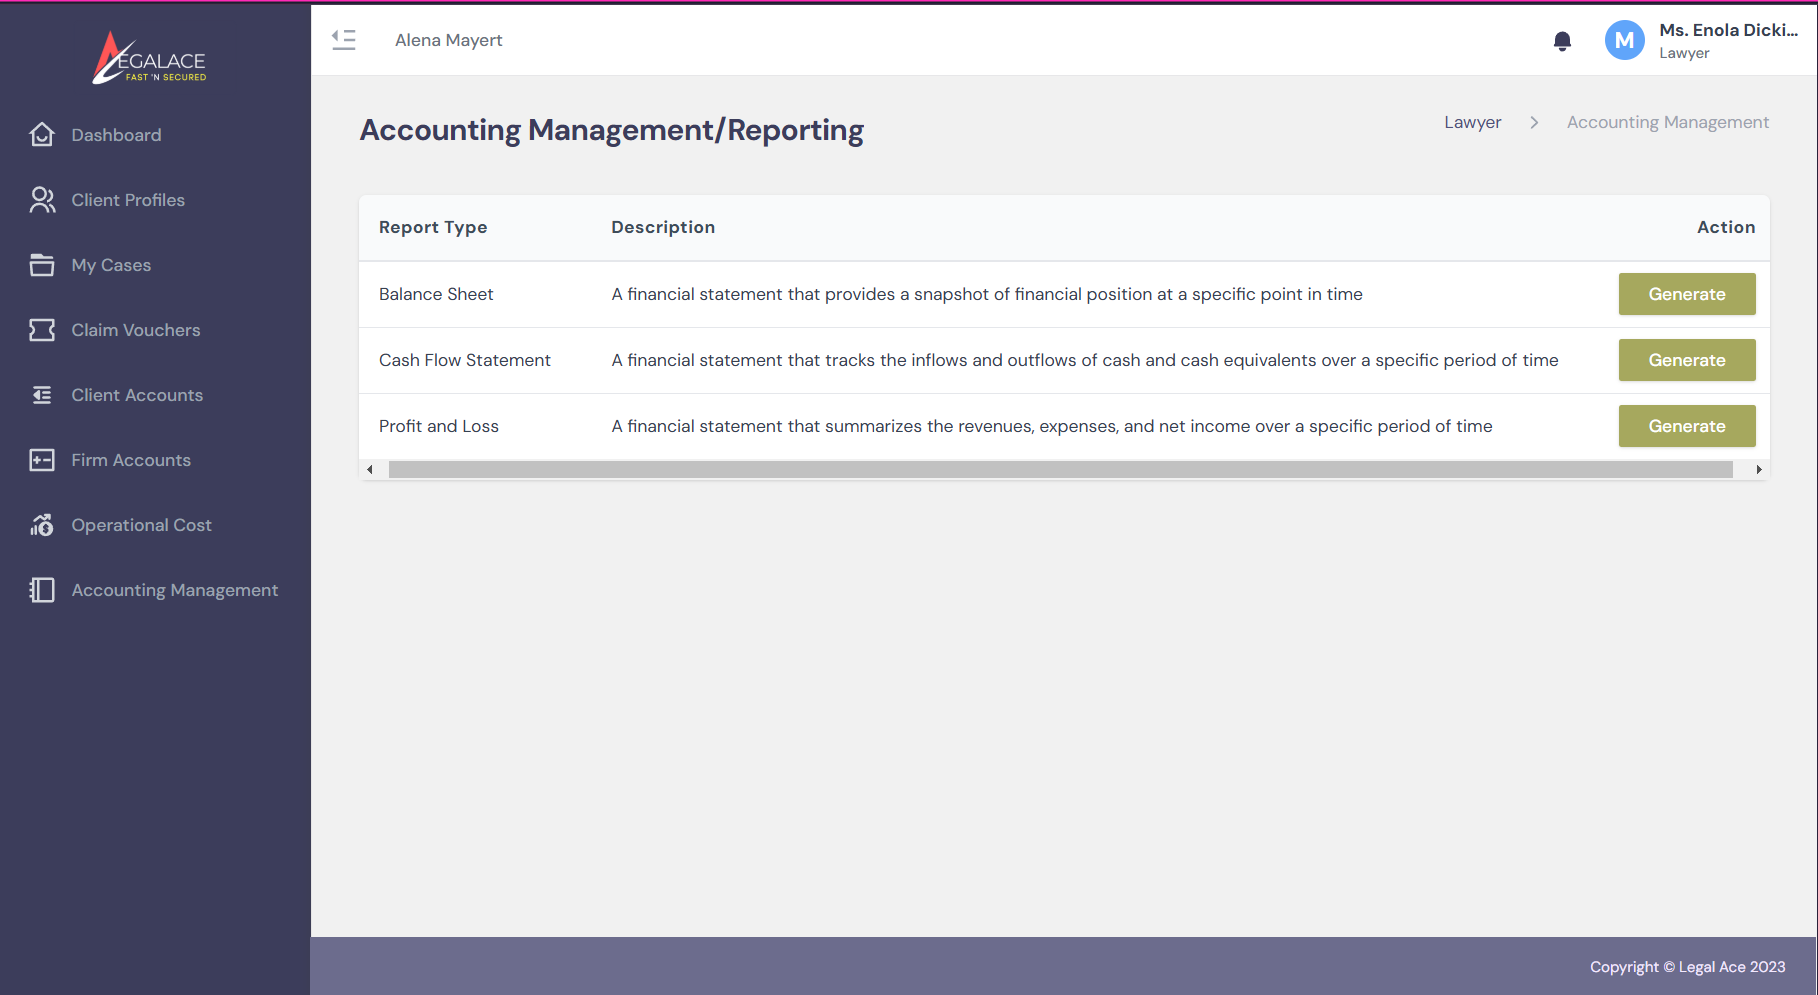 EGALACE
FAST 'N SECURED
Dashboard
Client Profiles
My Cases
Claim Vouchers
Client Accounts
Firm Accounts
Operational Cost
Accounting Management
Alena Mayert
M
Ms. Enola Dicki...
Lawyer
Accounting Management/Reporting
Lawyer > Accounting Management
Report Type Description Action
Balance Sheet A financial statement that provides a snapshot of financial position at a specific point in time Generate
Cash Flow Statement A financial statement that tracks the inflows and outflows of cash and cash equivalents over a specific period of time Generate
Profit and Loss A financial statement that summarizes the revenues, expenses, and net income over a specific period of time Generate
Copyright © Legal Ace 2023